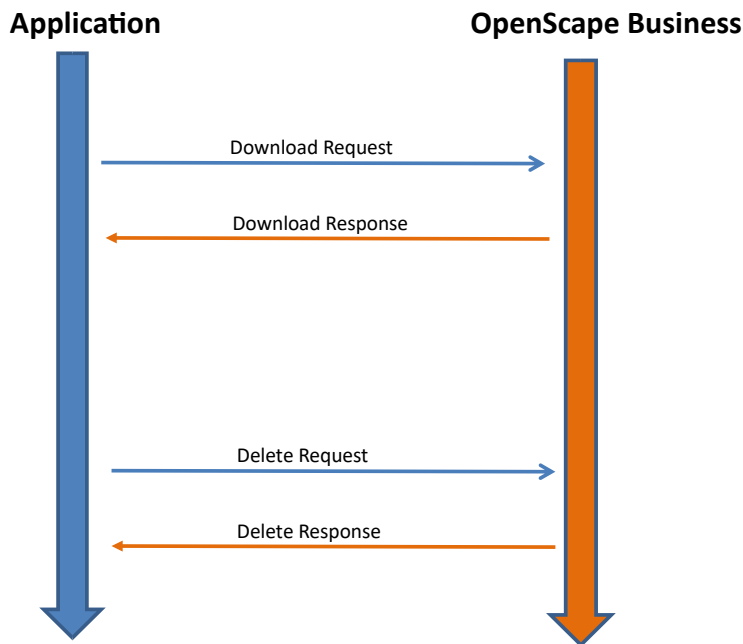 Application
OpenScape Business
Download Request
Download Response
Delete Request
Delete Response